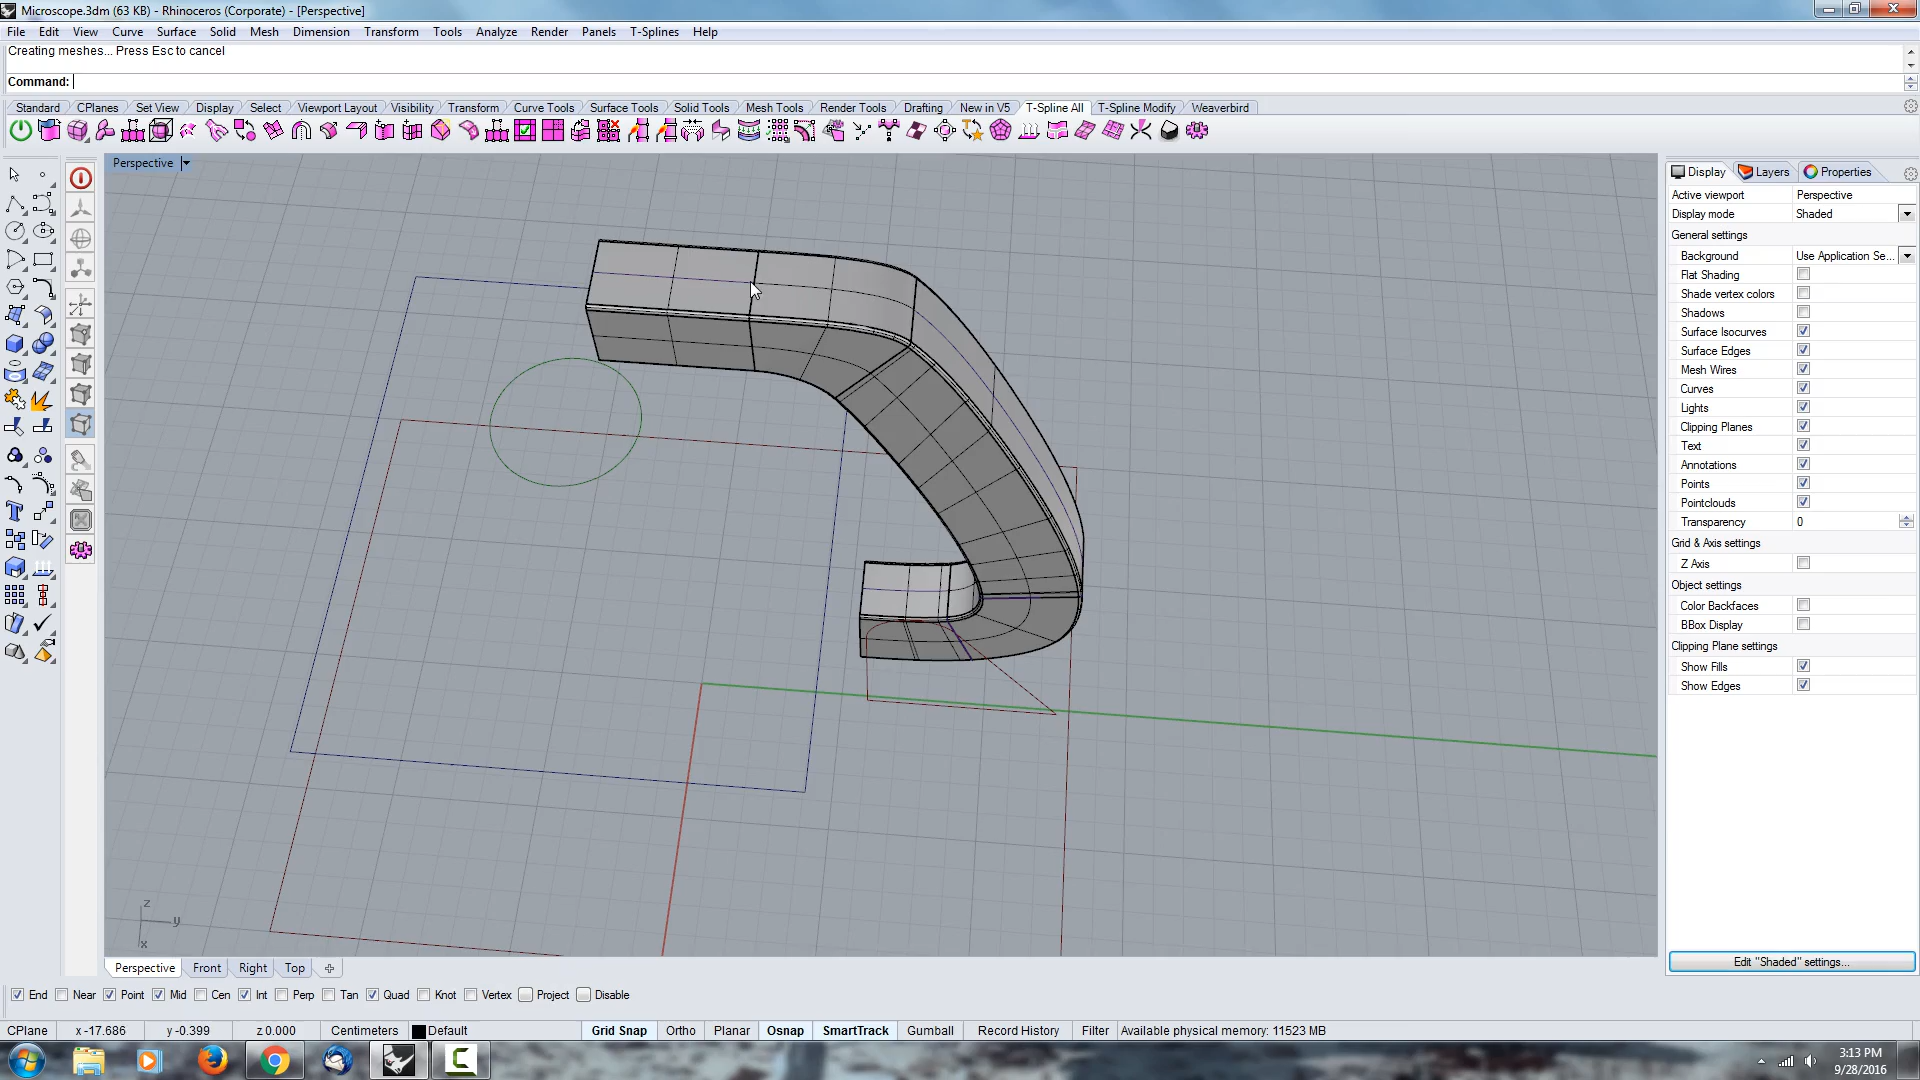 Microscope.3dm (63 KB) - Rhinoceros (Corporate) - [Perspective]
File Edit View Curve Surface Solid Mesh Dimension Transform Tools Analyze Render Panels T-Splines Help
Creating meshes... Press Esc to cancel
Command:
Standard CPlanes Set View Display Select Viewport Layout Visibility Transform Curve Tools Surface Tools Solid Tools Mesh Tools Render Tools Drafting New in V5 T-Spline All T-Spline Modify Weaverbird
Perspective
Display Layers Properties
Active viewport Perspective
Display mode Shaded
General settings
Background Use Application Se...
Flat Shading
Shade vertex colors
Shadows
Surface Isocurves
Surface Edges
Mesh Wires
Curves
Lights
Clipping Planes
Text
Annotations
Points
Pointclouds
Transparency 0
Grid & Axis settings
Z Axis
Object settings
Color Backfaces
BBox Display
Clipping Plane settings
Show Fills
Show Edges
z
y
x
Edit "Shaded" settings...
Perspective Front Right Top
End Near Point Mid Cen Int Perp Tan Quad Knot Vertex Project Disable
CPlane x -17.686 y -0.399 z 0.000 Centimeters Default Grid Snap Ortho Planar Osnap SmartTrack Gumball Record History Filter Available physical memory: 11523 MB
3:13 PM
9/28/2016